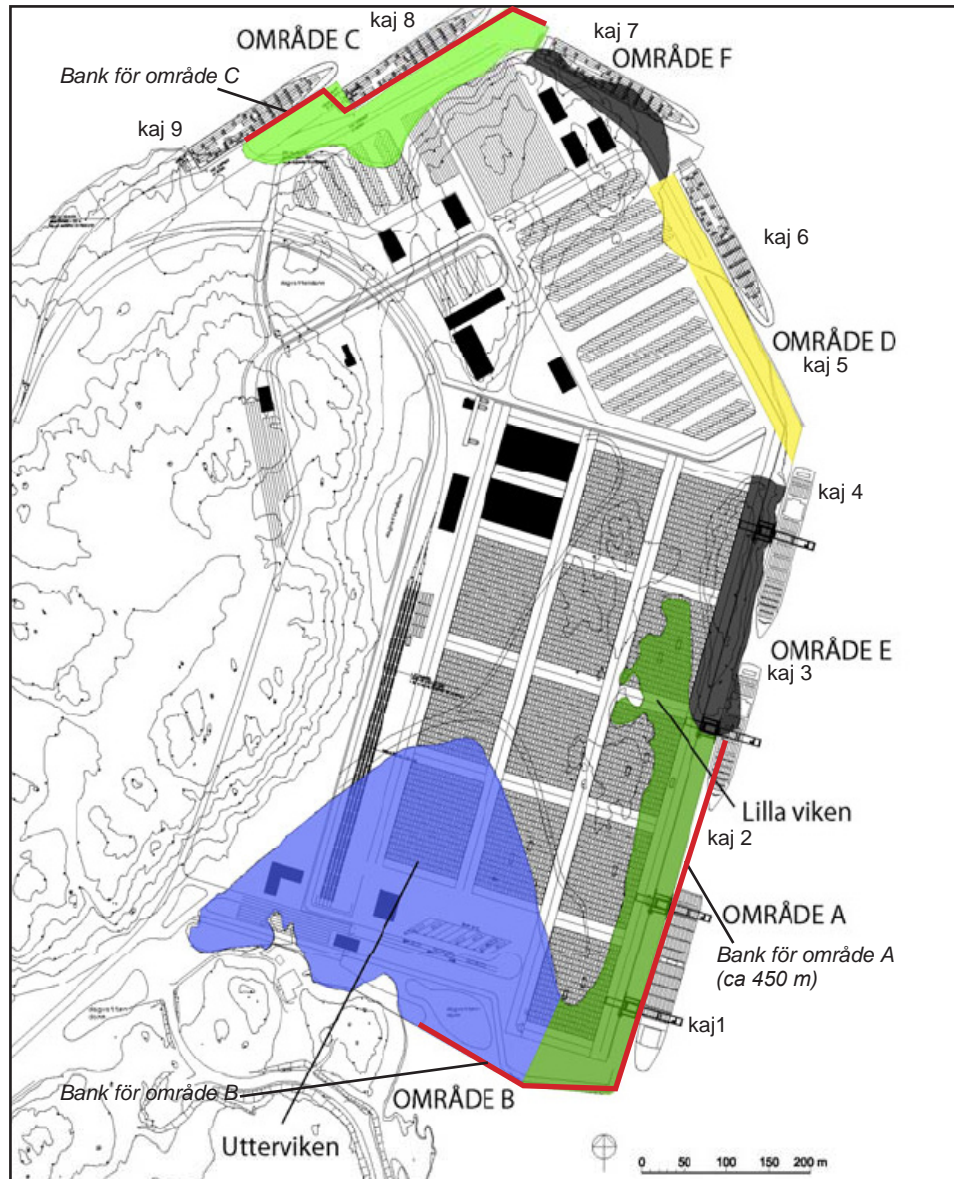 kaj 8
OMRÅDE C
kaj 7
OMRÅDE F
Bank för område C
kaj 9
kaj 6
OMRÅDE D
kaj 5
kaj 4
OMRÅDE E
kaj 3
Lilla viken
kaj 2
OMRÅDE A
Bank för område A
(ca 450 m)
kaj1
Bank för område B
OMRÅDE B
Utterviken
0 50 100 150 200 m